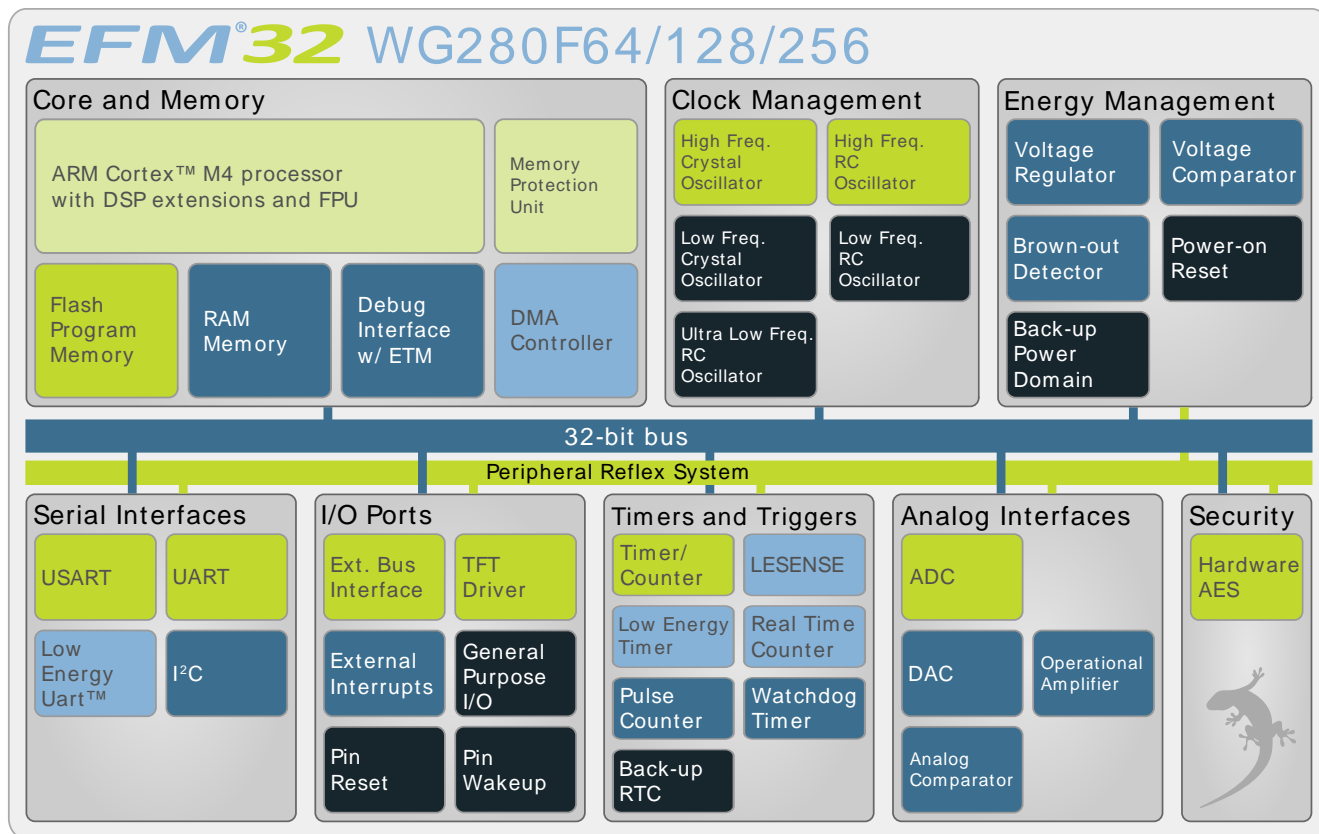 EFM®32 WG280F64/128/256
Core and Memory
ARM Cortex™ M4 processor
with DSP extensions and FPU
Memory
Protection
Unit
Flash
Program
Memory
RAM
Memory
Debug
Interface
w/ ETM
DMA
Controller
Clock Management
High Freq.
Crystal
Oscillator
High Freq.
RC
Oscillator
Low Freq.
Crystal
Oscillator
Low Freq.
RC
Oscillator
Ultra Low Freq.
RC
Oscillator
Energy Management
Voltage
Regulator
Voltage
Comparator
Brown-out
Detector
Power-on
Reset
Back-up
Power
Domain
32-bit bus
Peripheral Reflex System
Serial Interfaces
USART
UART
Low
Energy
Uart™
I²C
I/O Ports
Ext. Bus
Interface
TFT
Driver
External
Interrupts
General
Purpose
I/O
Pin
Reset
Pin
Wakeup
Timers and Triggers
Timer/
Counter
LESENSE
Low Energy
Timer
Real Time
Counter
Pulse
Counter
Watchdog
Timer
Back-up
RTC
Analog Interfaces
ADC
DAC
Operational
Amplifier
Analog
Comparator
Security
Hardware
AES